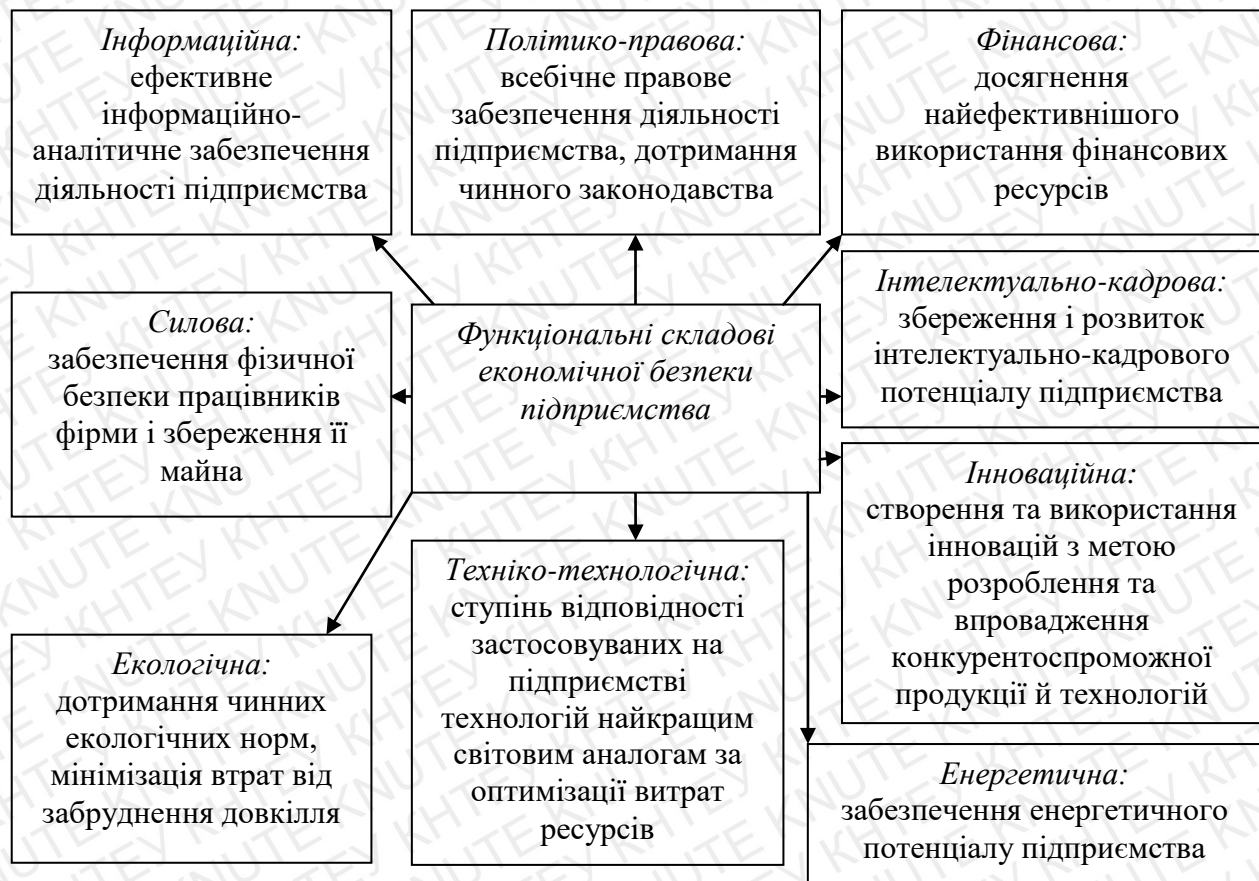 Інформаційна:
ефективне
інформаційно-
аналітичне забезпечення
діяльності підприємства
Політико-правова:
всебічне правове
забезпечення діяльності
підприємства, дотримання
чинного законодавства
Фінансова:
досягнення
найефективнішого
використання фінансових
ресурсів
Силова:
забезпечення фізичної
безпеки працівників
фірми і збереження її
майна
Функціональні складові
економічної безпеки
підприємства
Інтелектуально-кадрова:
збереження і розвиток
інтелектуально-кадрового
потенціалу підприємства
Інноваційна:
створення та використання
інновацій з метою
розроблення та
впровадження
конкурентоспроможної
продукції й технологій
Екологічна:
дотримання чинних
екологічних норм,
мінімізація втрат від
забруднення довкілля
Техніко-технологічна:
ступінь відповідності
застосовуваних на
підприємстві
технологій найкращим
світовим аналогам за
оптимізації витрат
ресурсів
Енергетична:
забезпечення енергетичного
потенціалу підприємства